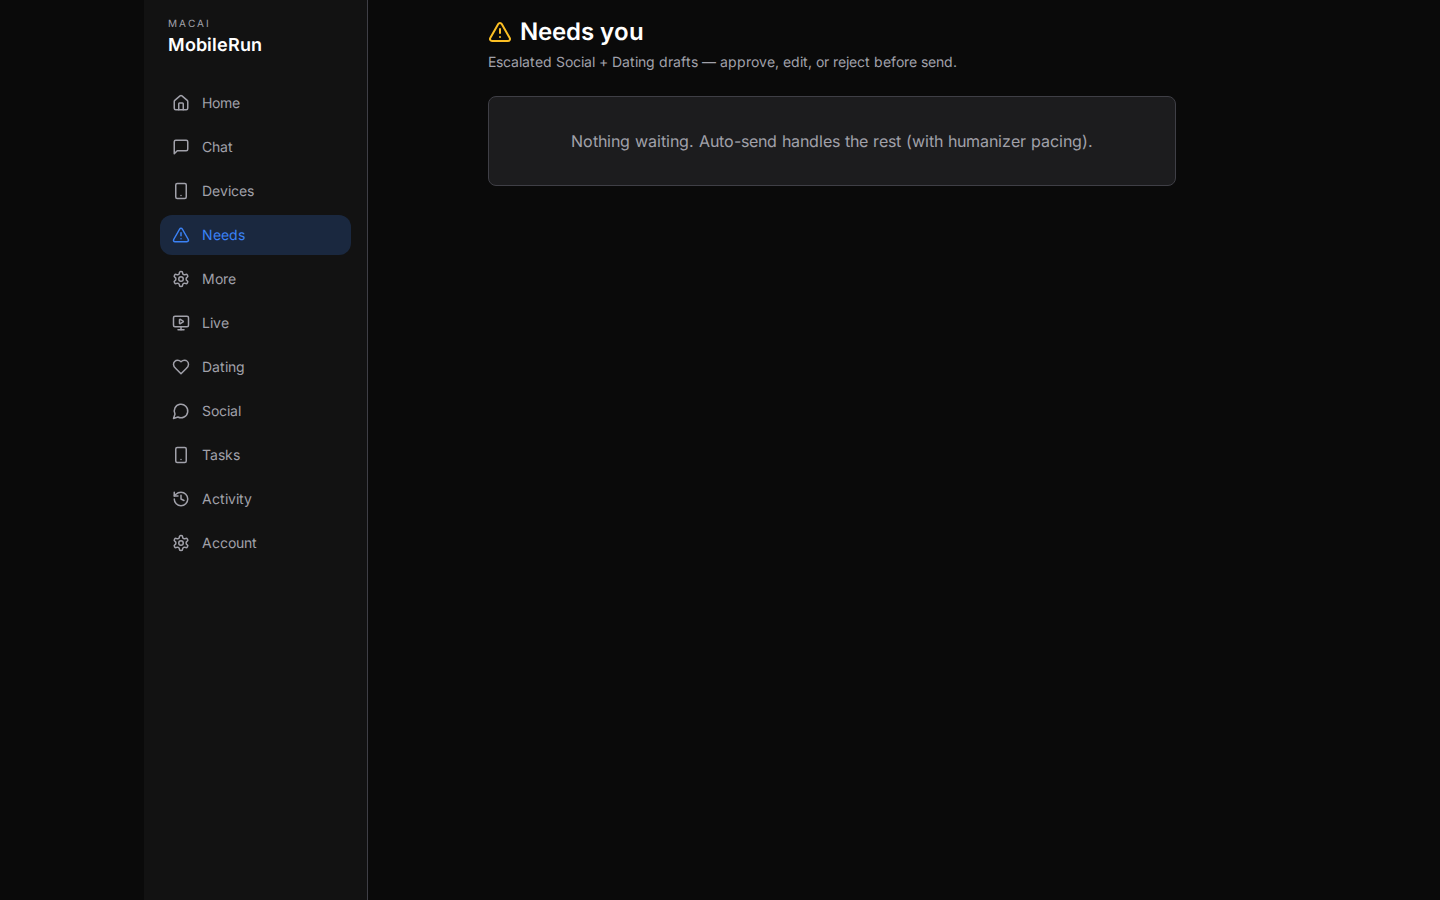 MACAI
MobileRun
Home
Chat
Devices
Needs
More
Live
Dating
Social
Tasks
Activity
Account
Needs you
Escalated Social + Dating drafts — approve, edit, or reject before send.
Nothing waiting. Auto-send handles the rest (with humanizer pacing).